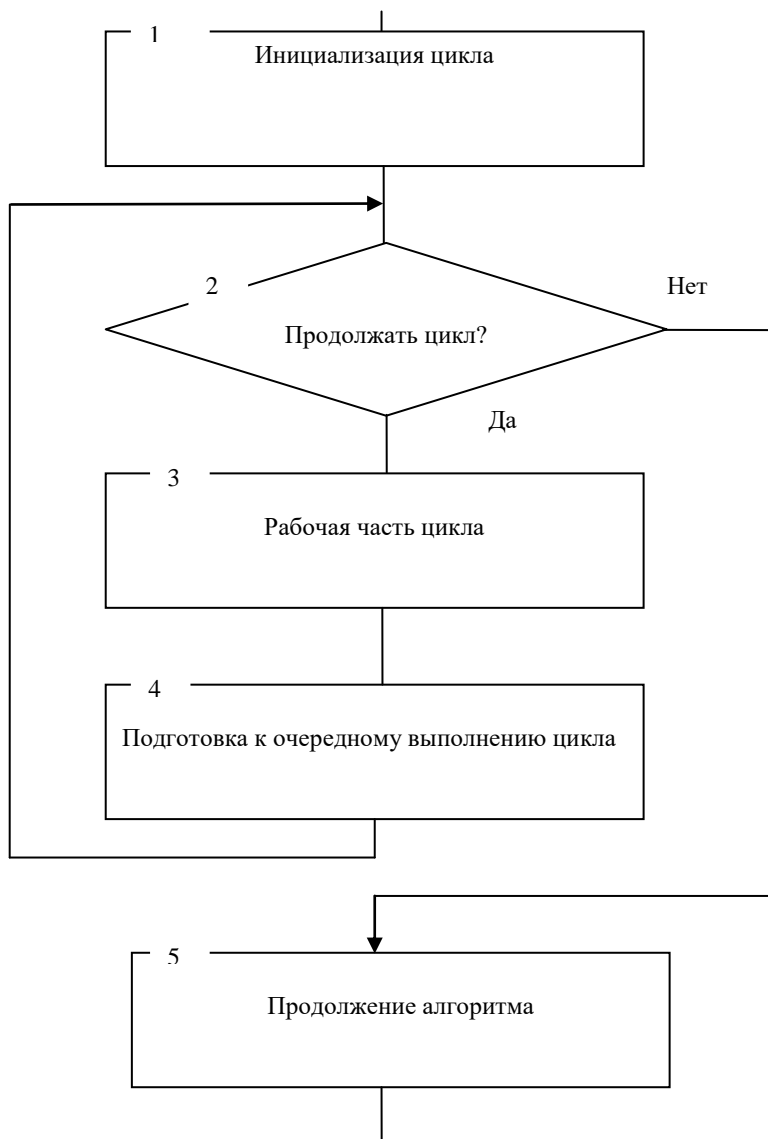 1
Инициализация цикла
2
Нет
Продолжать цикл?
Да
3
Рабочая часть цикла
4
Подготовка к очередному выполнению цикла
5
Продолжение алгоритма